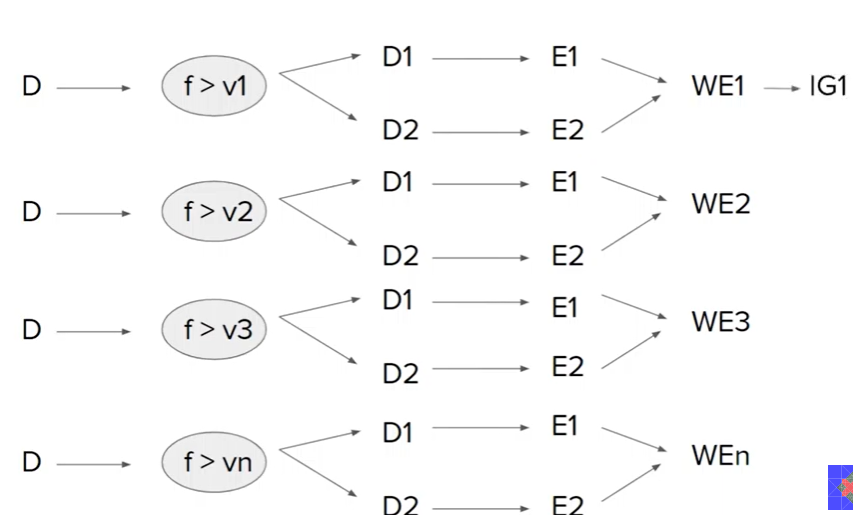 D f > v1 D1 E1 WE1 IG1
D2 E2
D f > v2 D1 E1 WE2
D2 E2
D f > v3 D1 E1 WE3
D2 E2
D f > vn D1 E1 WEn
D2 E2